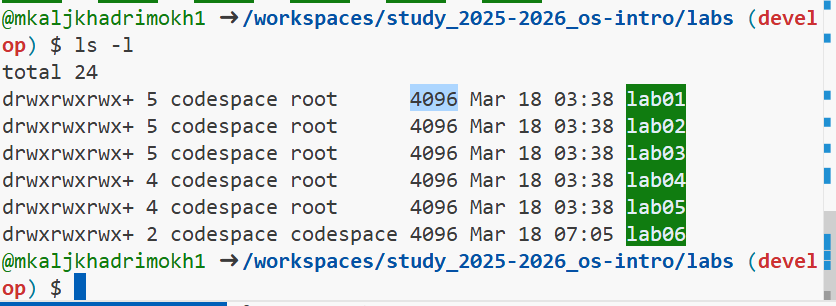 @mkaljkhadrimokh1 ➜/workspaces/study_2025-2026_os-intro/labs (devel
op) $ ls -l
total 24
drwxrwxrwx+ 5 codespace root      4096 Mar 18 03:38 lab01
drwxrwxrwx+ 5 codespace root      4096 Mar 18 03:38 lab02
drwxrwxrwx+ 5 codespace root      4096 Mar 18 03:38 lab03
drwxrwxrwx+ 4 codespace root      4096 Mar 18 03:38 lab04
drwxrwxrwx+ 4 codespace root      4096 Mar 18 03:38 lab05
drwxrwxrwx+ 2 codespace codespace 4096 Mar 18 07:05 lab06
@mkaljkhadrimokh1 ➜/workspaces/study_2025-2026_os-intro/labs (devel
op) $